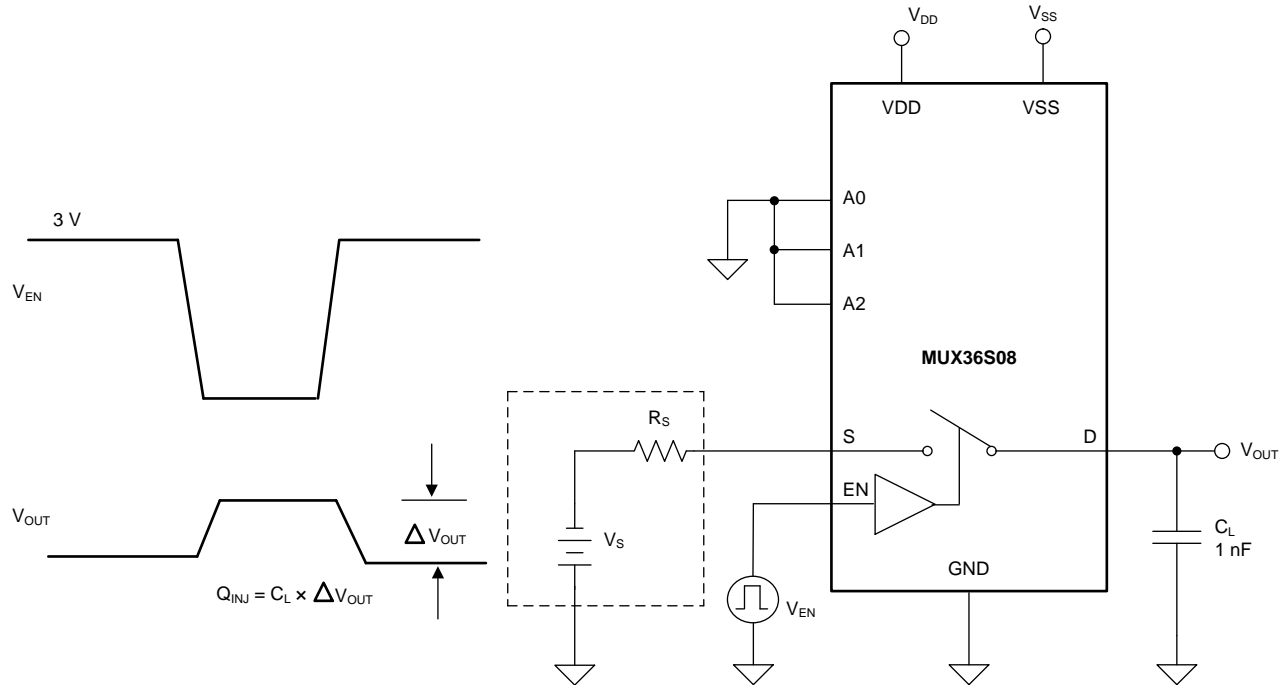 V_DD
V_SS
VDD
VSS
3 V
A0
A1
A2
V_EN
MUX36S08
R_S
S
D
V_OUT
EN
V_OUT
Δ V_OUT
V_S
C_L
1 nF
GND
Q_INJ = C_L × Δ V_OUT
V_EN